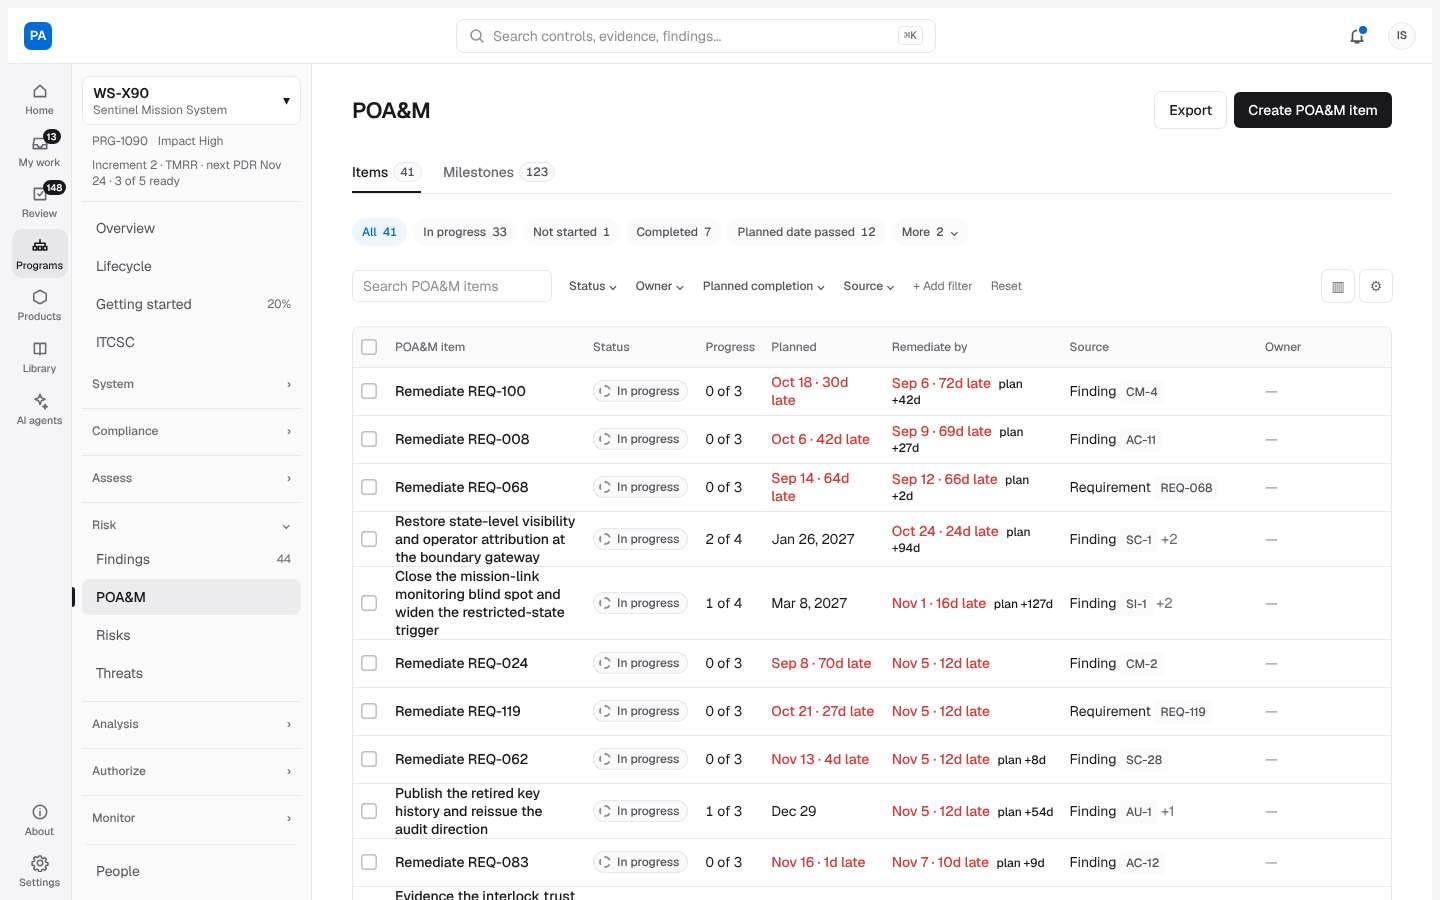 PA
Search controls, evidence, findings...
⌘K
IS
Home
13
My work
148
Review
Programs
Products
Library
AI agents
About
Settings
WS-X90
Sentinel Mission System
PRG-1090 Impact High
Increment 2 · TMRR · next PDR Nov
24 · 3 of 5 ready
Overview
Lifecycle
Getting started 20%
ITCSC
System
Compliance
Assess
Risk
Findings 44
POA&M
Risks
Threats
Analysis
Authorize
Monitor
People
POA&M
Export
Create POA&M item
Items 41
Milestones 123
All 41
In progress 33
Not started 1
Completed 7
Planned date passed 12
More 2
Search POA&M items
Status
Owner
Planned completion
Source
+ Add filter
Reset
POA&M item Status Progress Planned Remediate by Source Owner
Remediate REQ-100 In progress 0 of 3 Oct 18 · 30d late Sep 6 · 72d late plan +42d Finding CM-4 —
Remediate REQ-008 In progress 0 of 3 Oct 6 · 42d late Sep 9 · 69d late plan +27d Finding AC-11 —
Remediate REQ-068 In progress 0 of 3 Sep 14 · 64d late Sep 12 · 66d late plan +2d Requirement REQ-068 —
Restore state-level visibility and operator attribution at the boundary gateway In progress 2 of 4 Jan 26, 2027 Oct 24 · 24d late plan +94d Finding SC-1 +2 —
Close the mission-link monitoring blind spot and widen the restricted-state trigger In progress 1 of 4 Mar 8, 2027 Nov 1 · 16d late plan +127d Finding SI-1 +2 —
Remediate REQ-024 In progress 0 of 3 Sep 8 · 70d late Nov 5 · 12d late Finding CM-2 —
Remediate REQ-119 In progress 0 of 3 Oct 21 · 27d late Nov 5 · 12d late Requirement REQ-119 —
Remediate REQ-062 In progress 0 of 3 Nov 13 · 4d late Nov 5 · 12d late plan +8d Finding SC-28 —
Publish the retired key history and reissue the audit direction In progress 1 of 3 Dec 29 Nov 5 · 12d late plan +54d Finding AU-1 +1 —
Remediate REQ-083 In progress 0 of 3 Nov 16 · 1d late Nov 7 · 10d late plan +9d Finding AC-12 —
Evidence the interlock trust